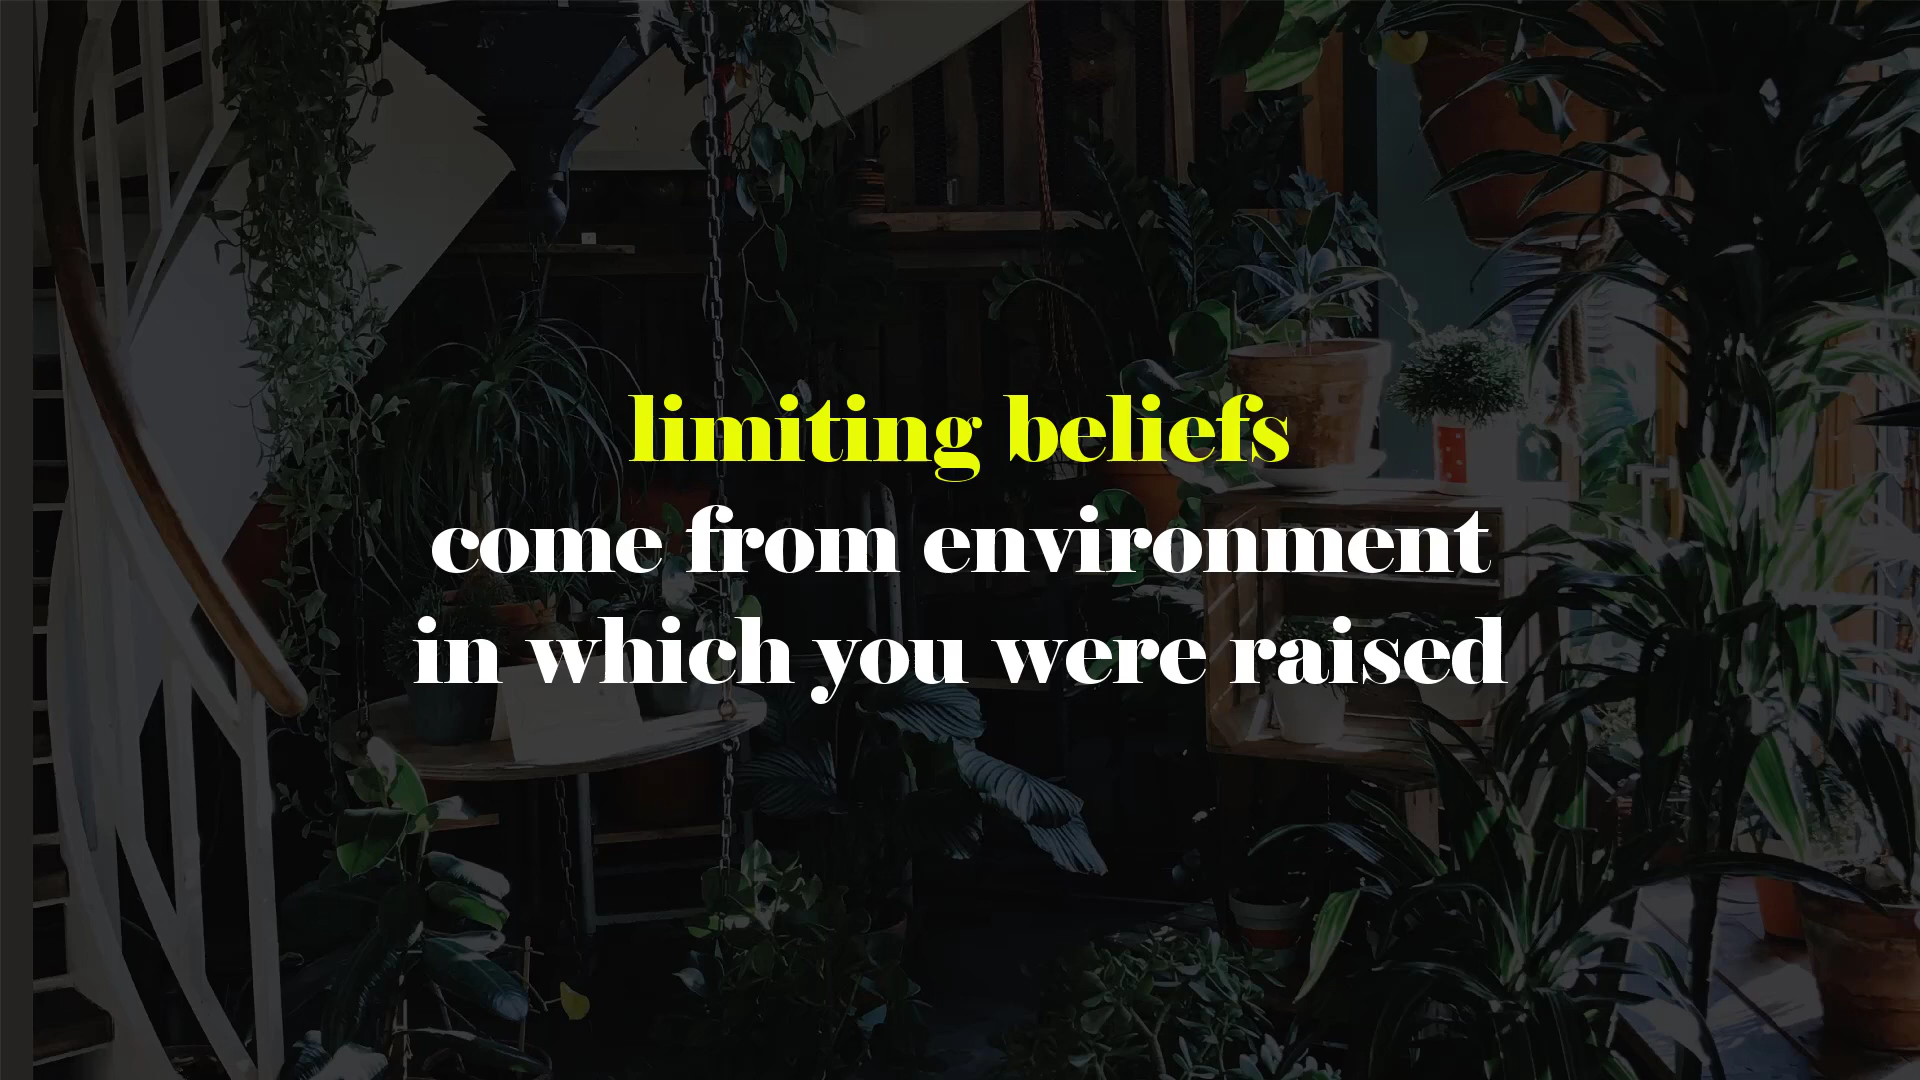 limiting beliefs
come from environment
in which you were raised